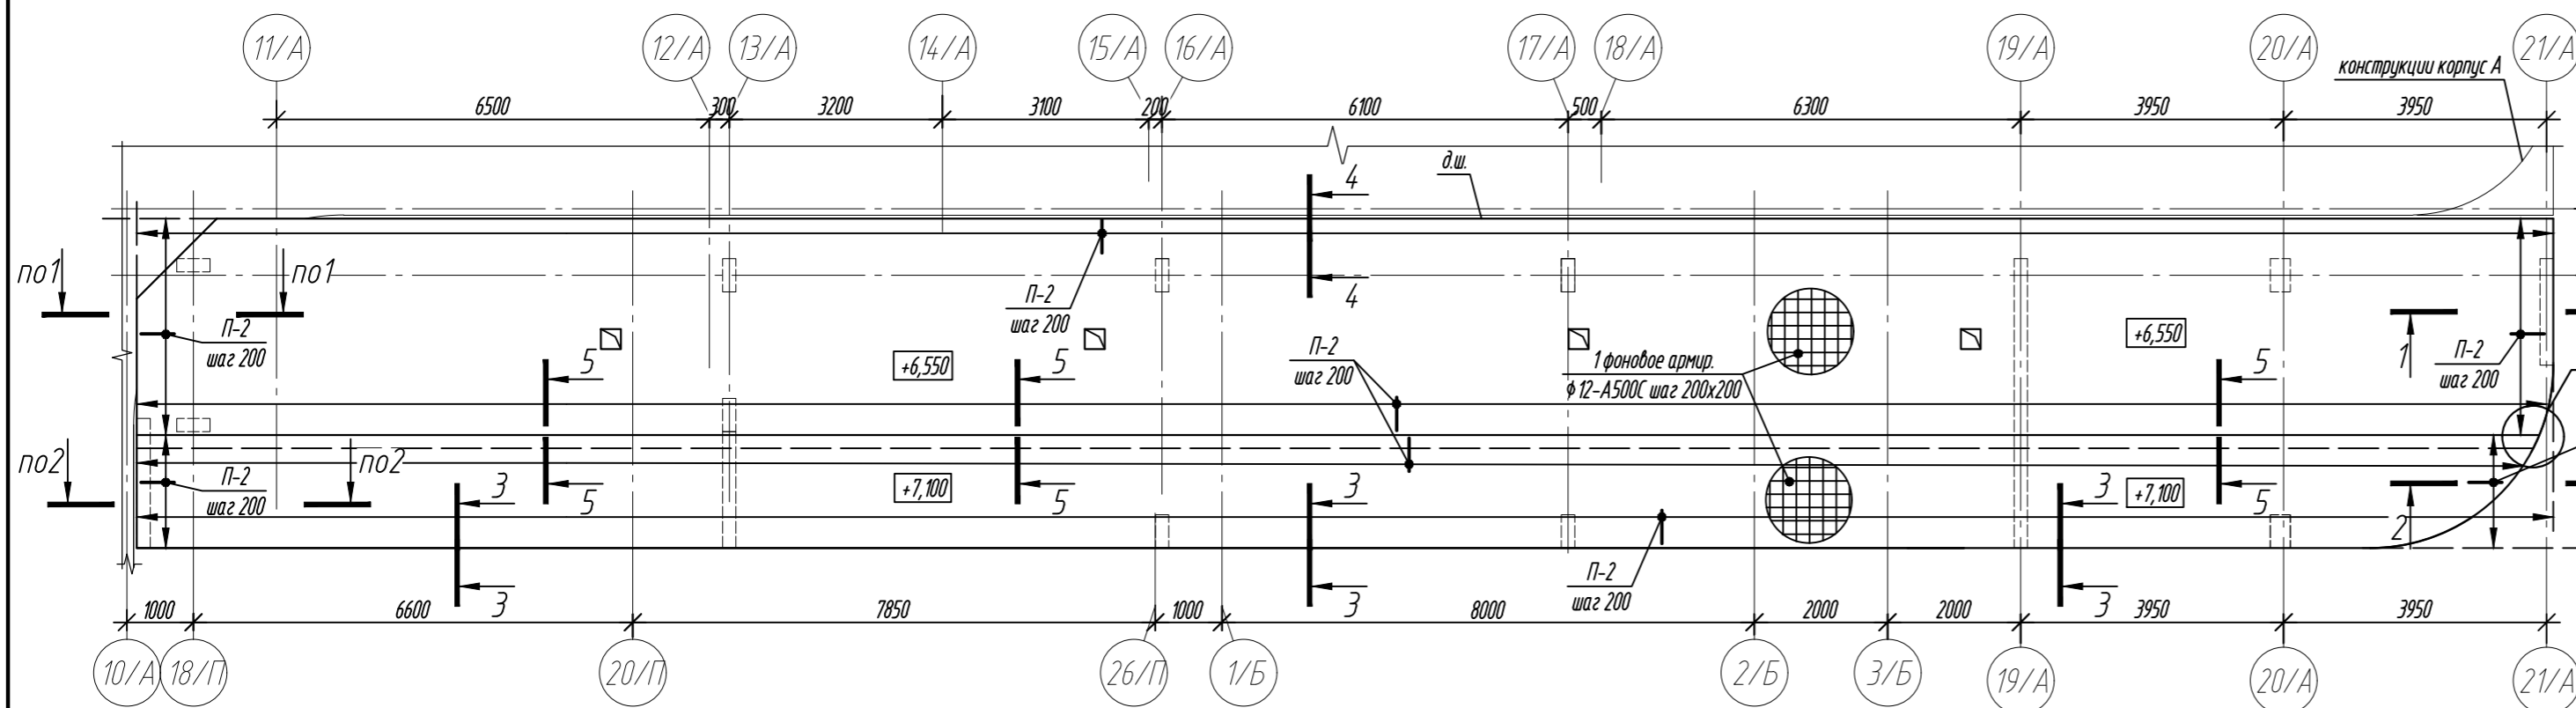 11/А 12/А 13/А 14/А 15/А 16/А 17/А 18/А 19/А 20/А 21/А
конструкции корпус А
6500 300 3200 3100 200 6100 500 6300 3950 3950
д.ш.
4
4
по1 по1
П-2
шаг 200
П-2
шаг 200
П-2
шаг 200
1 фоновое армир.
ϕ12-А500С шаг 200х200
+6,550
+6,550
1
П-2
шаг 200
5 5 5
по2 по2
П-2
шаг 200
+7,100
+7,100
5 5 5
3 3 3
2
П-2
шаг 200
3 3 3
1000 6600 7850 1000 8000 2000 2000 3950 3950
10/А 18/П 20/П 26/П 1/Б 2/Б 3/Б 19/А 20/А 21/А